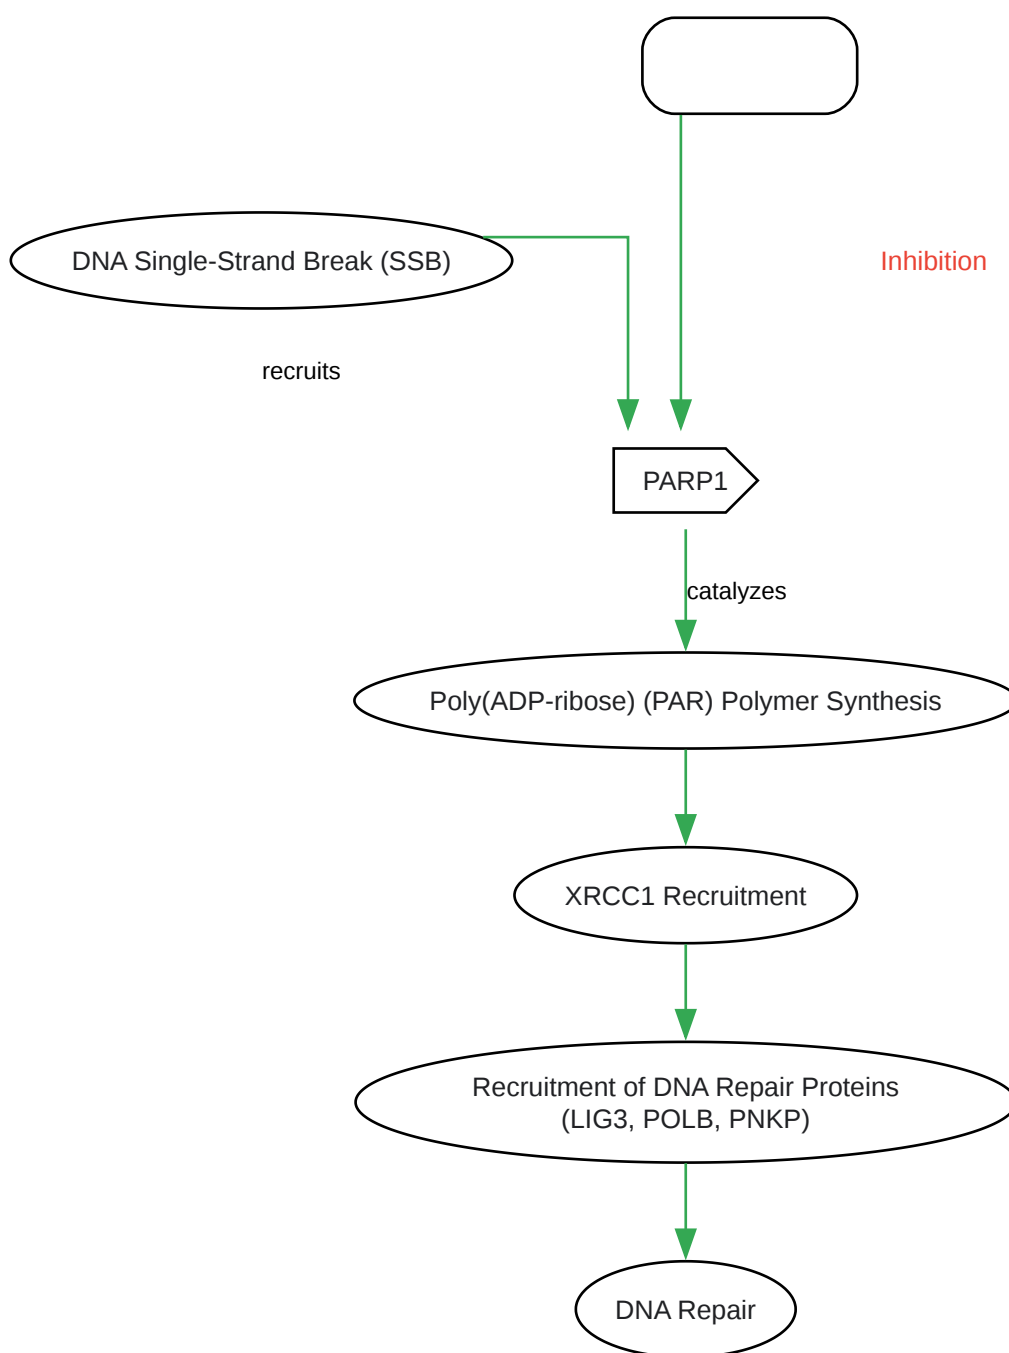 DNA Single-Strand Break (SSB)
Inhibition
recruits
PARP1
catalyzes
Poly(ADP-ribose) (PAR) Polymer Synthesis
XRCC1 Recruitment
Recruitment of DNA Repair Proteins
(LIG3, POLB, PNKP)
DNA Repair